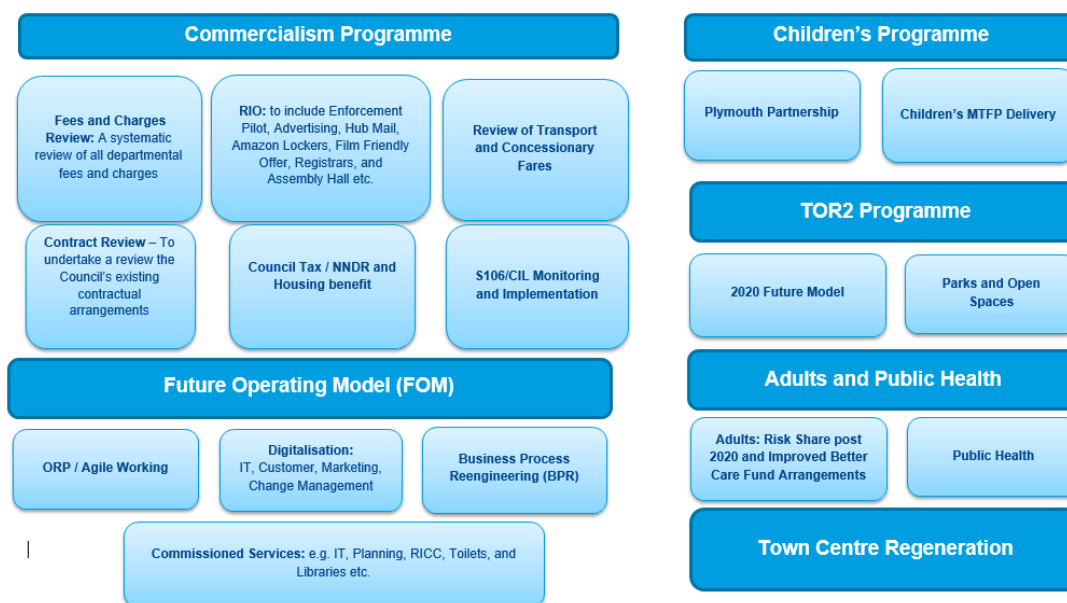 Commercialism Programme
Fees and Charges
Review: A systematic
review of all departmental
fees and charges
RIO: to include Enforcement
Pilot, Advertising, Hub Mail,
Amazon Lockers, Film Friendly
Offer, Registrars, and
Assembly Hall etc.
Review of Transport
and Concessionary
Fares
Contract Review – To
undertake a review the
Council's existing
contractual
arrangements
Council Tax / NNDR and
Housing benefit
S106/CIL Monitoring
and Implementation
Future Operating Model (FOM)
ORP / Agile Working
Digitalisation:
IT, Customer, Marketing,
Change Management
Business Process
Reengineering (BPR)
Commissioned Services: e.g. IT, Planning, RICC, Toilets, and
Libraries etc.
Children's Programme
Plymouth Partnership
Children's MTFP Delivery
TOR2 Programme
2020 Future Model
Parks and Open
Spaces
Adults and Public Health
Adults: Risk Share post
2020 and Improved Better
Care Fund Arrangements
Public Health
Town Centre Regeneration